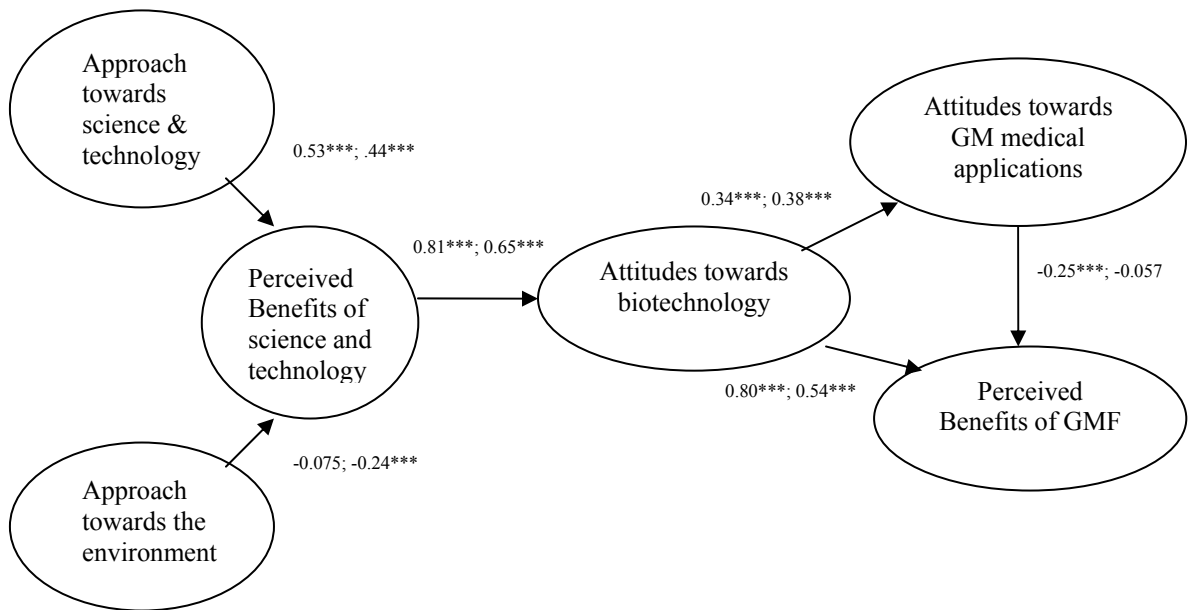 Approach
towards
science &
technology
0.53***; .44***
Perceived
Benefits of
science and
technology
Approach
towards the
environment
-0.075; -0.24***
0.81***; 0.65***
Attitudes towards
biotechnology
0.34***; 0.38***
Attitudes towards
GM medical
applications
-0.25***; -0.057
0.80***; 0.54***
Perceived
Benefits of GMF